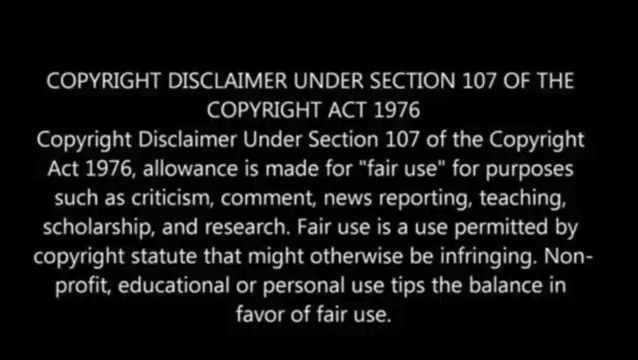 COPYRIGHT DISCLAIMER UNDER SECTION 107 OF THE
COPYRIGHT ACT 1976
Copyright Disclaimer Under Section 107 of the Copyright
Act 1976, allowance is made for "fair use" for purposes
such as criticism, comment, news reporting, teaching,
scholarship, and research. Fair use is a use permitted by
copyright statute that might otherwise be infringing. Non-
profit, educational or personal use tips the balance in
favor of fair use.